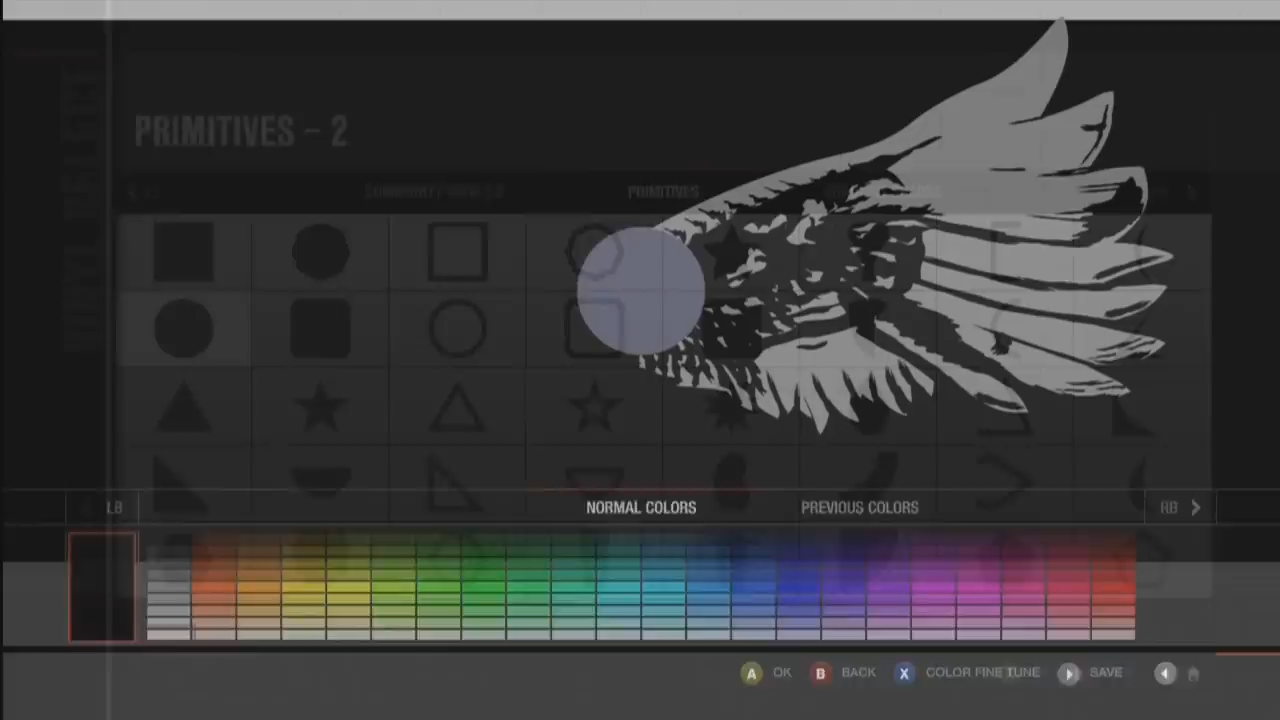 PRIMITIVES – 2
PRIMITIVES
LB
NORMAL COLORS
PREVIOUS COLORS
RB
A OK
B BACK
X COLOR FINE TUNE
SAVE